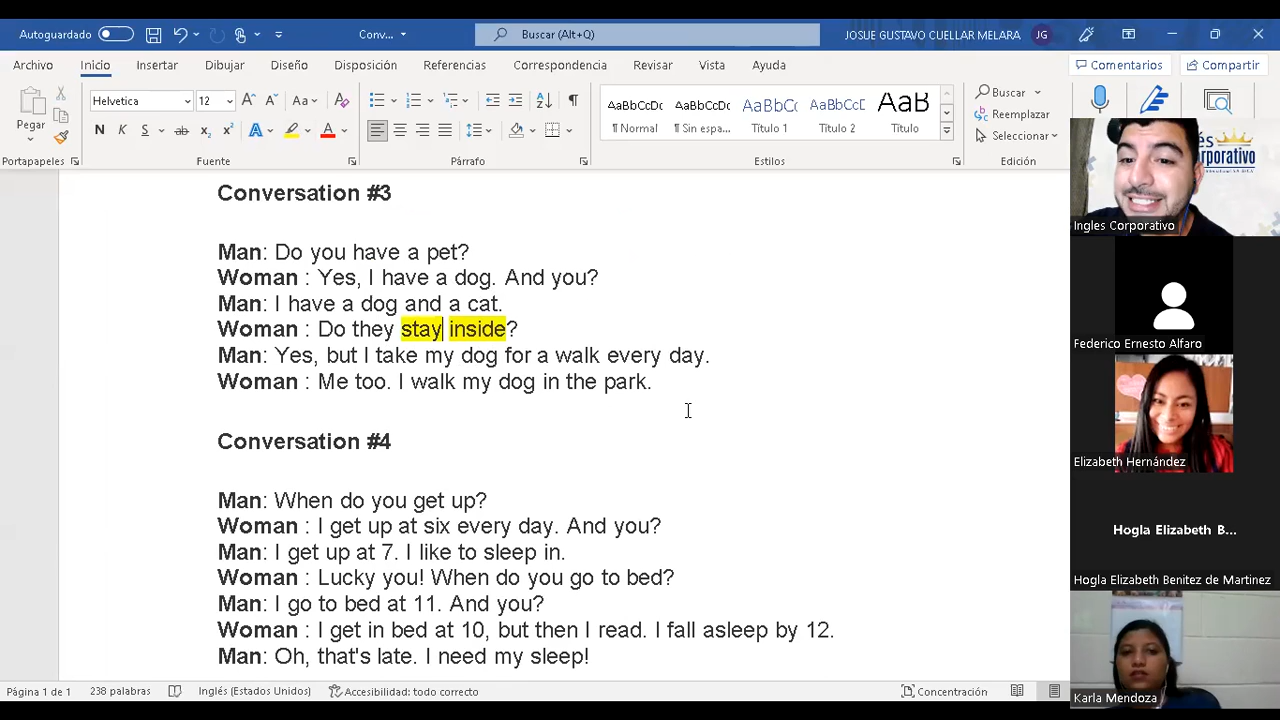 Autoguardado
Conv...
Buscar (Alt+Q)
JOSUE GUSTAVO CUELLAR MELARA
JG
Archivo
Inicio
Insertar
Dibujar
Diseño
Disposición
Referencias
Correspondencia
Revisar
Vista
Ayuda
Comentarios
Compartir
Pegar
Helvetica
12
Portapapeles
Fuente
Párrafo
AaBbCcDc
¶ Normal
AaBbCcDc
¶ Sin espa...
AaBbCc
Título 1
AaBbCcD
Título 2
AaB
Título
Estilos
Buscar
Reemplazar
Seleccionar
Edición
Conversation #3
Man: Do you have a pet?
Woman : Yes, I have a dog. And you?
Man: I have a dog and a cat.
Woman : Do they stay inside?
Man: Yes, but I take my dog for a walk every day.
Woman : Me too. I walk my dog in the park.
Conversation #4
Man: When do you get up?
Woman : I get up at six every day. And you?
Man: I get up at 7. I like to sleep in.
Woman : Lucky you! When do you go to bed?
Man: I go to bed at 11. And you?
Woman : I get in bed at 10, but then I read. I fall asleep by 12.
Man: Oh, that's late. I need my sleep!
Página 1 de 1
238 palabras
Inglés (Estados Unidos)
Accesibilidad: todo correcto
Concentración
Ingles Corporativo
Federico Ernesto Alfaro
Elizabeth Hernández
Hogla Elizabeth B...
Hogla Elizabeth Benitez de Martinez
Karla Mendoza